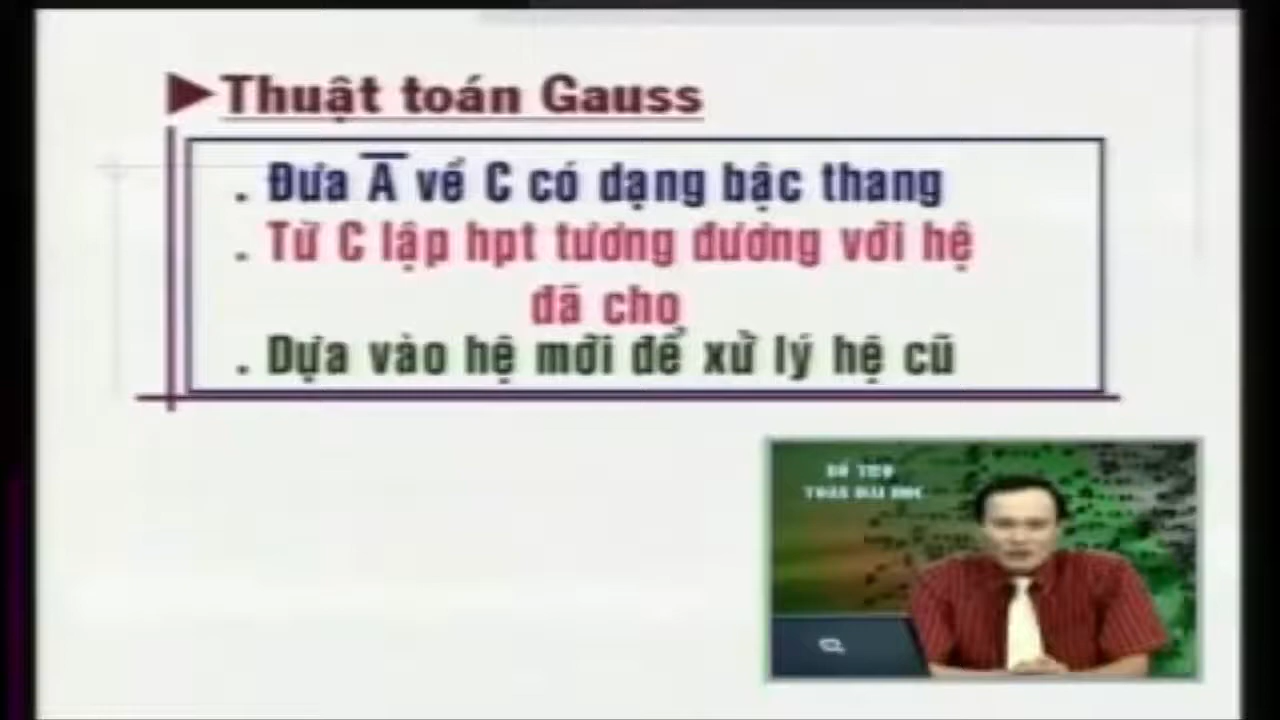 Thuật toán Gauss
. Đưa A̅ về C có dạng bậc thang
. Từ C lập hpt tương đương với hệ
đã cho
. Dựa vào hệ mới để xử lý hệ cũ